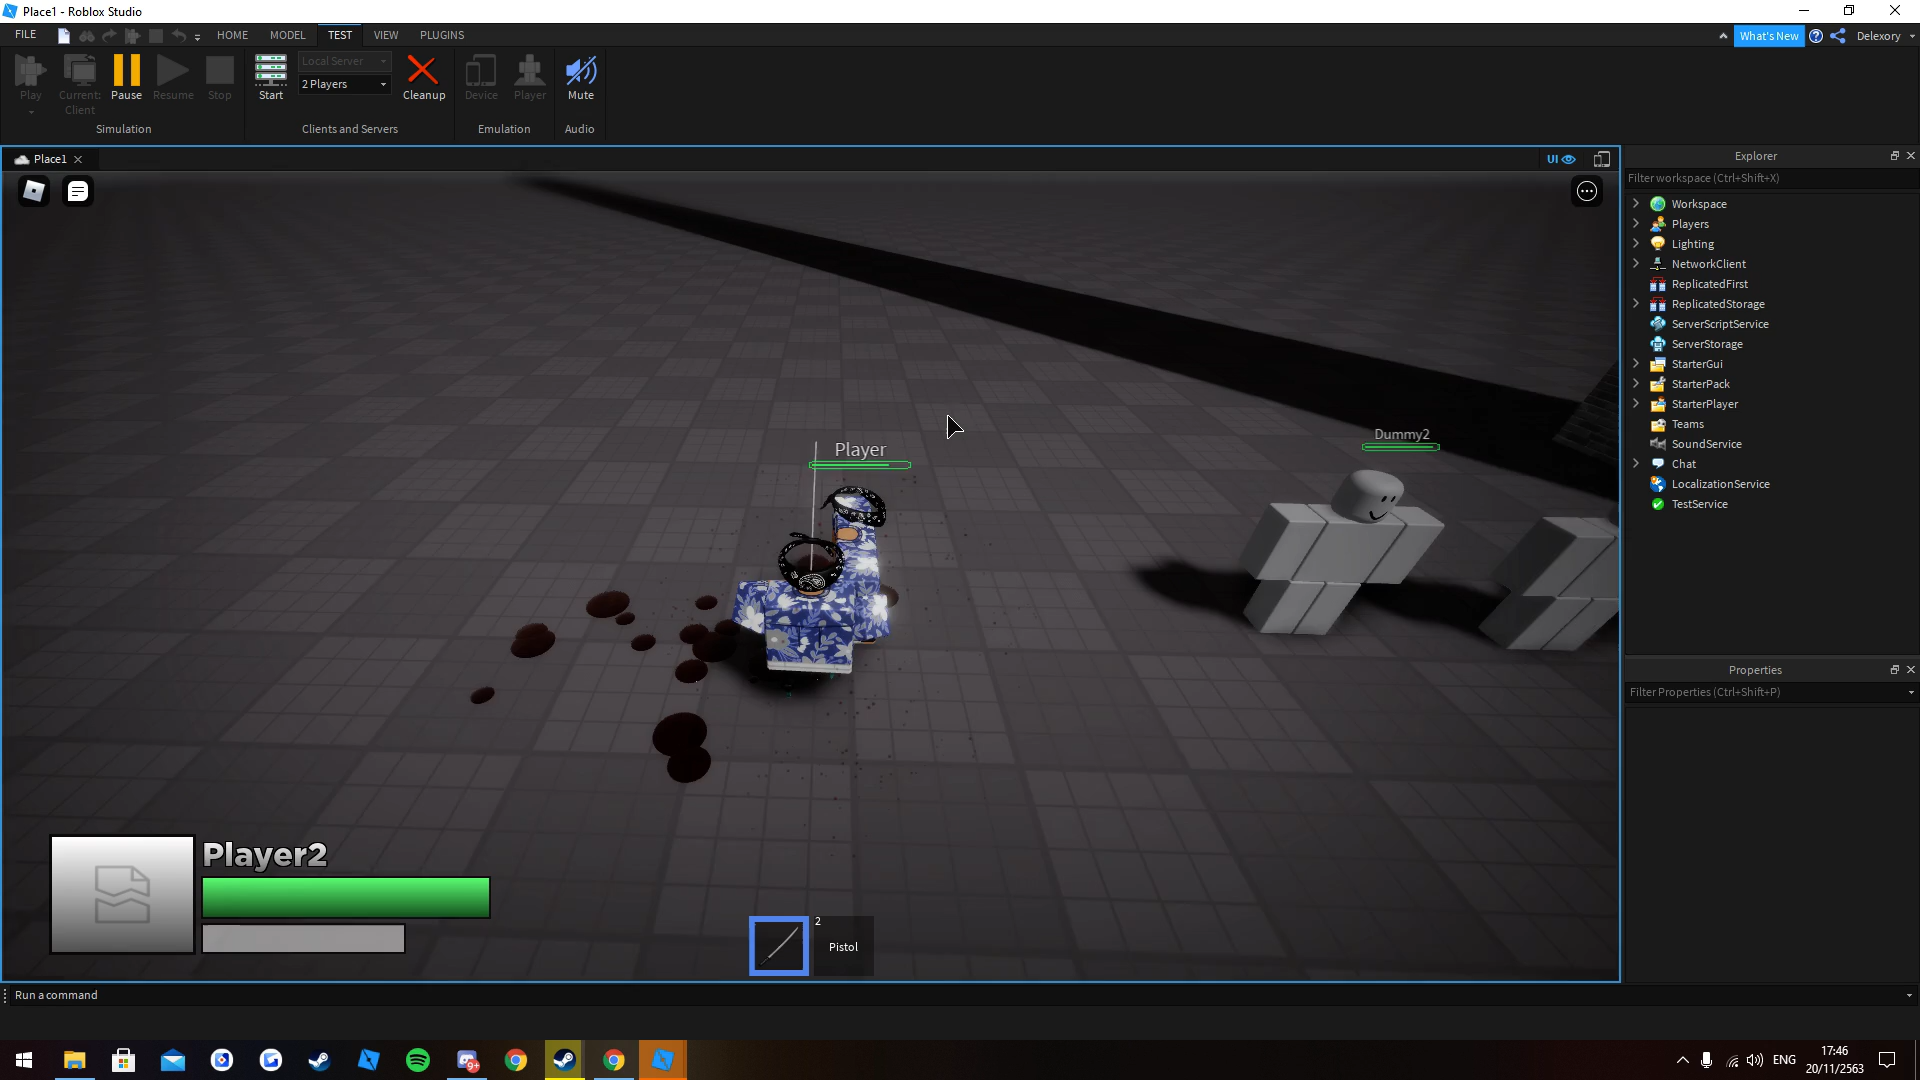 Place1 - Roblox Studio
FILE
HOME
MODEL
TEST
VIEW
PLUGINS
What's New
Delexory
Play
Current:
Client
Pause
Resume
Stop
Simulation
Start
Local Server
2 Players
Cleanup
Clients and Servers
Device
Player
Emulation
Mute
Audio
Place1
UI
Explorer
Filter workspace (Ctrl+Shift+X)
Workspace
Players
Lighting
NetworkClient
ReplicatedFirst
ReplicatedStorage
ServerScriptService
ServerStorage
StarterGui
StarterPack
StarterPlayer
Teams
SoundService
Chat
LocalizationService
TestService
Properties
Filter Properties (Ctrl+Shift+P)
Player
Dummy2
Player2
2
Pistol
Run a command
9+
ENG
17:46
20/11/2563